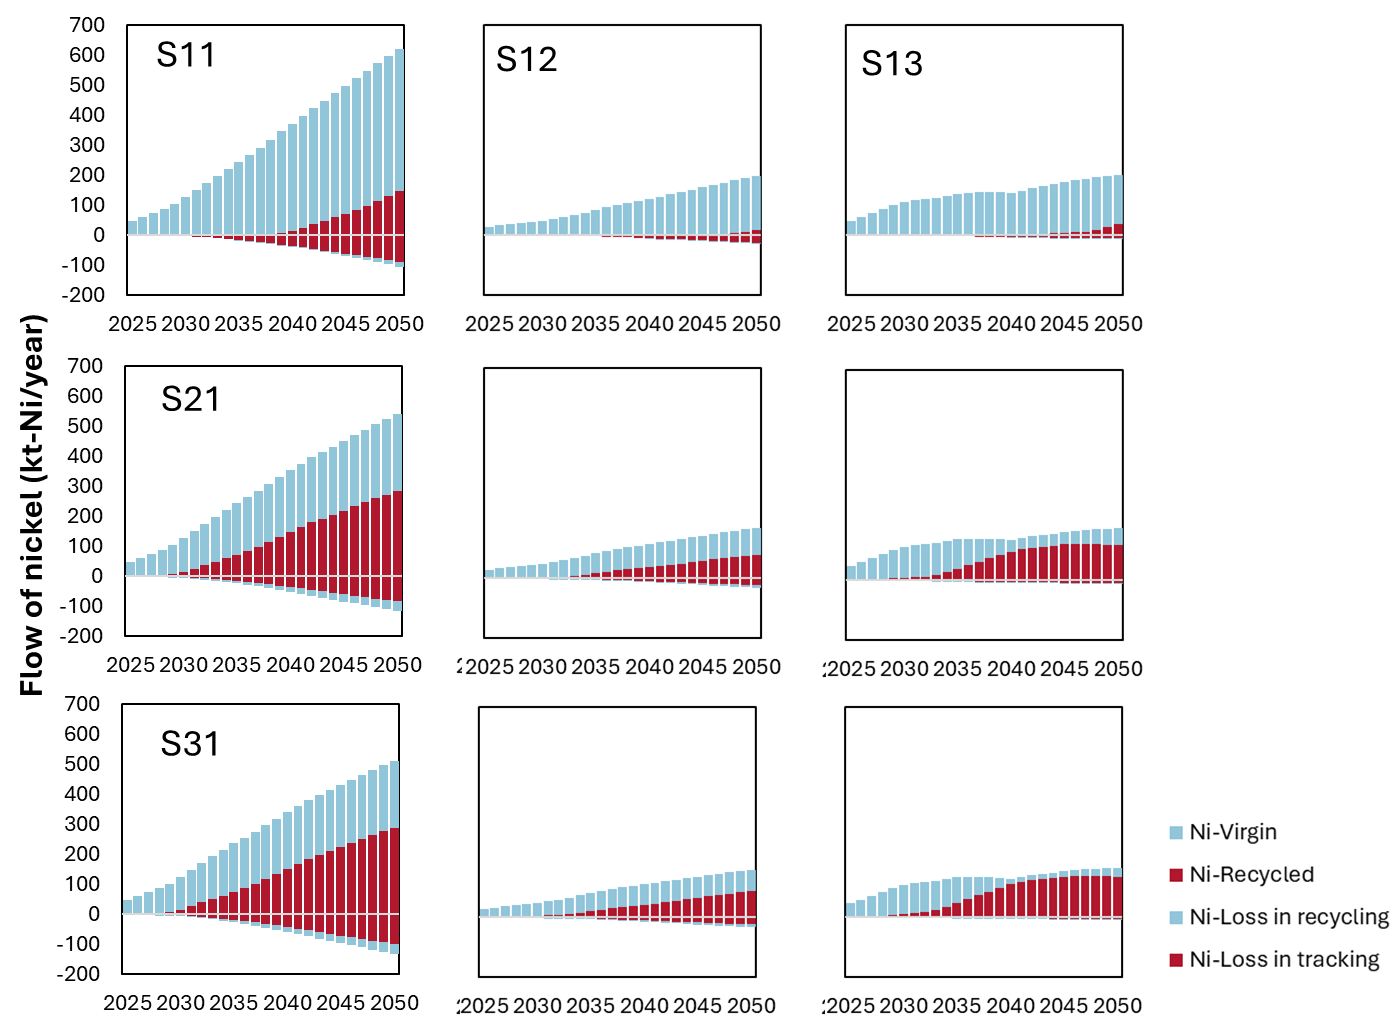 700
600
500
400
300
200
100
0
-100
-200
S11
S12
S13
2025 2030 2035 2040 2045 2050
2025 2030 2035 2040 2045 2050
2025 2030 2035 2040 2045 2050
Flow of nickel (kt-Ni/year)
700
600
500
400
300
200
100
0
-100
-200
S21
2025 2030 2035 2040 2045 2050
2025 2030 2035 2040 2045 2050
2025 2030 2035 2040 2045 2050
700
600
500
400
300
200
100
0
-100
-200
S31
2025 2030 2035 2040 2045 2050
2025 2030 2035 2040 2045 2050
2025 2030 2035 2040 2045 2050
Ni-Virgin
Ni-Recycled
Ni-Loss in recycling
Ni-Loss in tracking